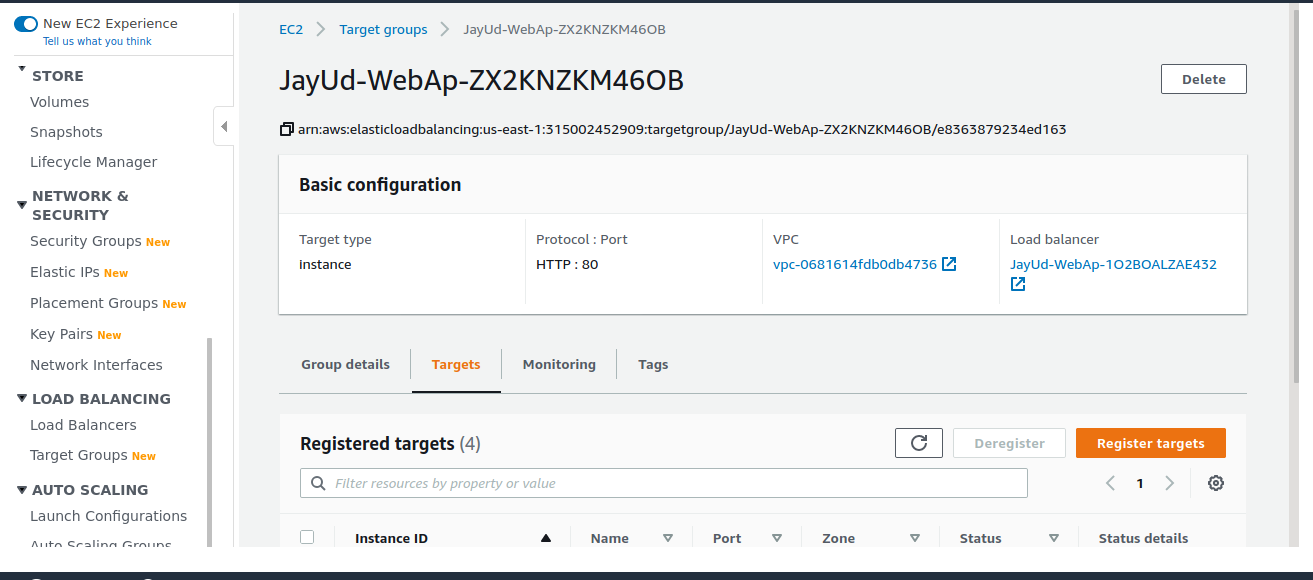 New EC2 Experience
Tell us what you think
STORE
Volumes
Snapshots
Lifecycle Manager
NETWORK &
SECURITY
Security Groups New
Elastic IPs New
Placement Groups New
Key Pairs New
Network Interfaces
LOAD BALANCING
Load Balancers
Target Groups New
AUTO SCALING
Launch Configurations
Auto Scaling Groups
EC2 > Target groups > JayUd-WebAp-ZX2KNZKM46OB
JayUd-WebAp-ZX2KNZKM46OB
Delete
arn:aws:elasticloadbalancing:us-east-1:315002452909:targetgroup/JayUd-WebAp-ZX2KNZKM46OB/e8363879234ed163
Basic configuration
Target type
instance
Protocol : Port
HTTP : 80
VPC
vpc-0681614fdb0db4736
Load balancer
JayUd-WebAp-1O2BOALZAE432
Group details
Targets
Monitoring
Tags
Registered targets (4)
Deregister
Register targets
Filter resources by property or value
1
Instance ID
Name
Port
Zone
Status
Status details